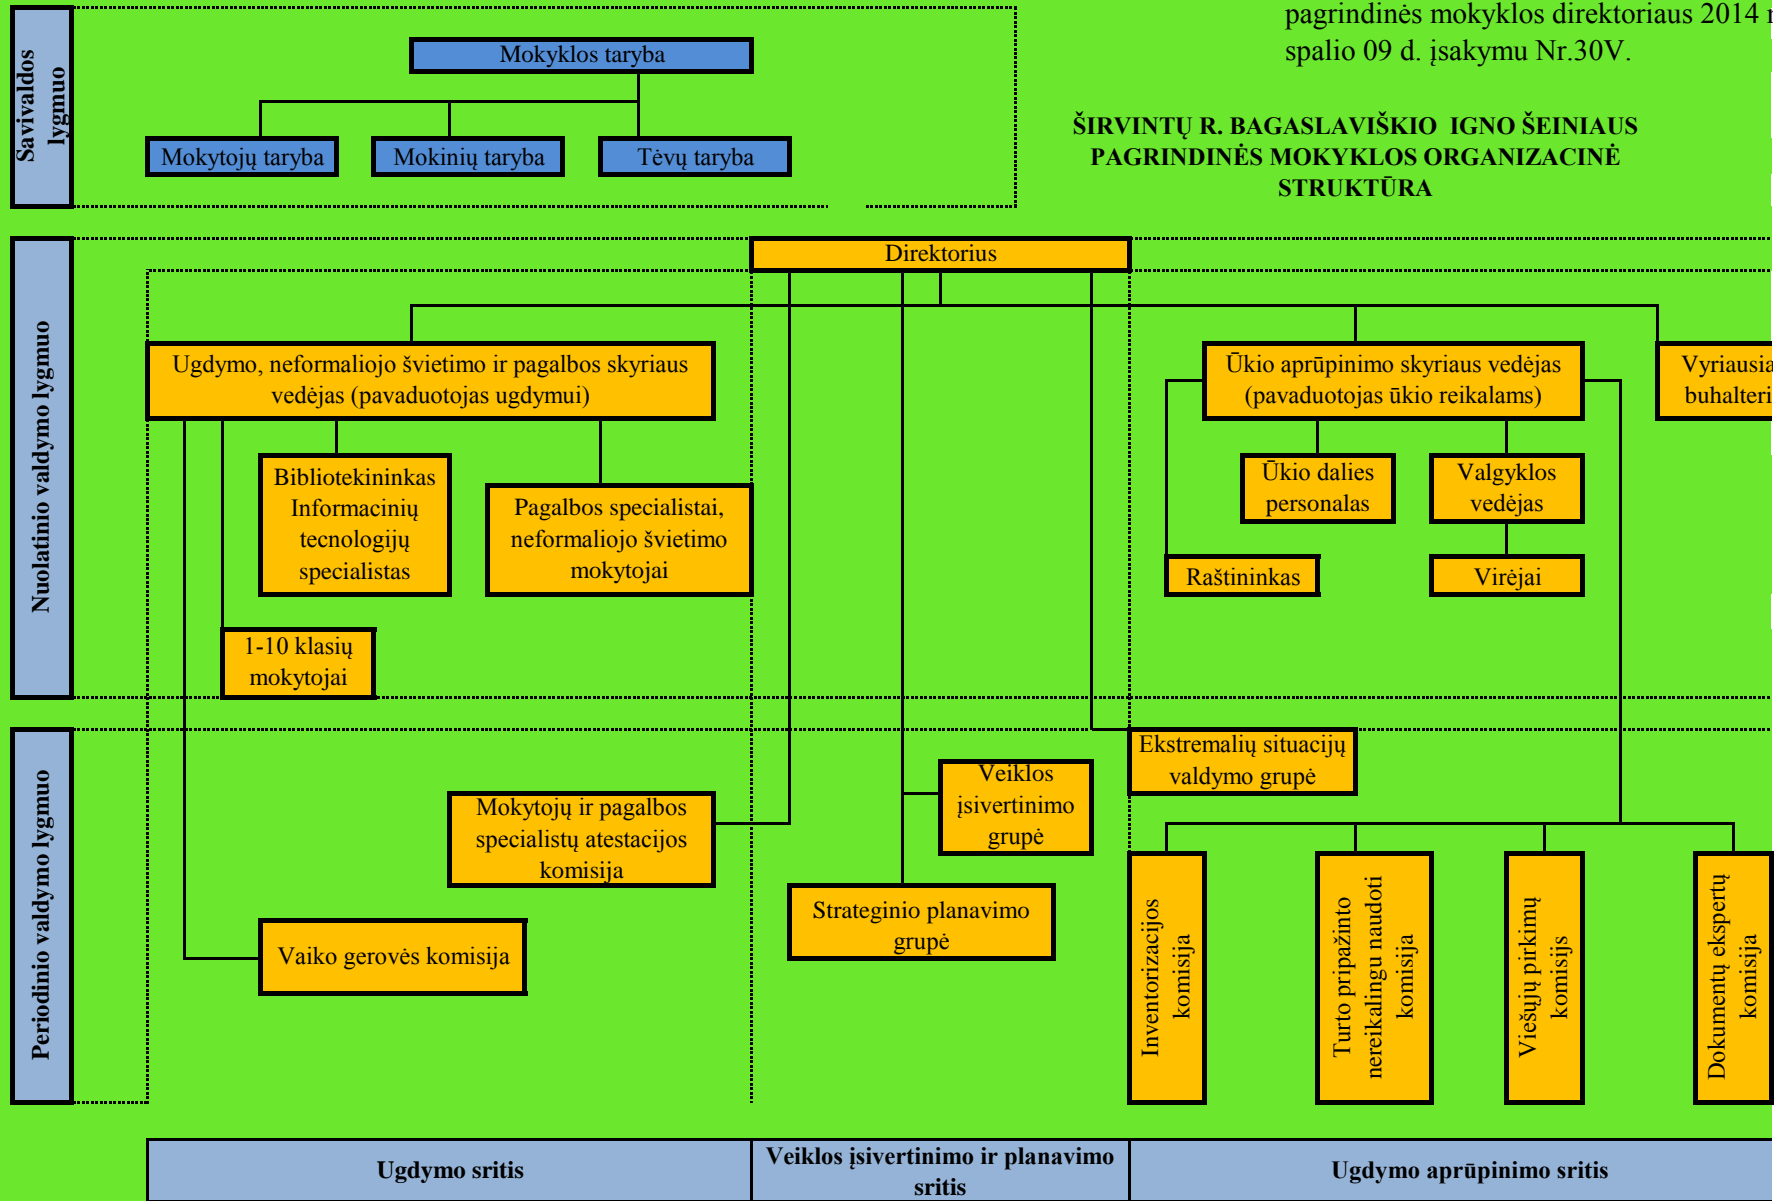 pagrindinės mokyklos direktoriaus 2014
spalio 09 d. įsakymu Nr.30V.
ŠIRVINTŲ R. BAGASLAVIŠKIO IGNO ŠEINIAUS
PAGRINDINĖS MOKYKLOS ORGANIZACINĖ
STRUKTŪRA
Savivaldos
lygmuo
Mokyklos taryba
Mokytojų taryba
Mokinių taryba
Tėvų taryba
Nuolatinio valdymo lygmuo
Direktorius
Ugdymo, neformaliojo švietimo ir pagalbos skyriaus
vedėjas (pavaduotojas ugdymui)
Ūkio aprūpinimo skyriaus vedėjas
(pavaduotojas ūkio reikalams)
Vyriausia
buhalteri
Bibliotekininkas
Informacinių
tecnologijų
specialistas
Pagalbos specialistai,
neformaliojo švietimo
mokytojai
Ūkio dalies
personalas
Valgyklos
vedėjas
Raštininkas
Virėjai
1-10 klasių
mokytojai
Periodinio valdymo lygmuo
Ekstremalių situacijų
valdymo grupė
Veiklos
įsivertinimo
grupė
Mokytojų ir pagalbos
specialistų atestacijos
komisija
Strateginio planavimo
grupė
Vaiko gerovės komisija
Inventorizacijos
komisija
Turto pripažinto
nereikalingu naudoti
komisija
Viešųjų pirkimų
komisijs
Dokumentų ekspertų
komisija
Ugdymo sritis
Veiklos įsivertinimo ir planavimo
sritis
Ugdymo aprūpinimo sritis